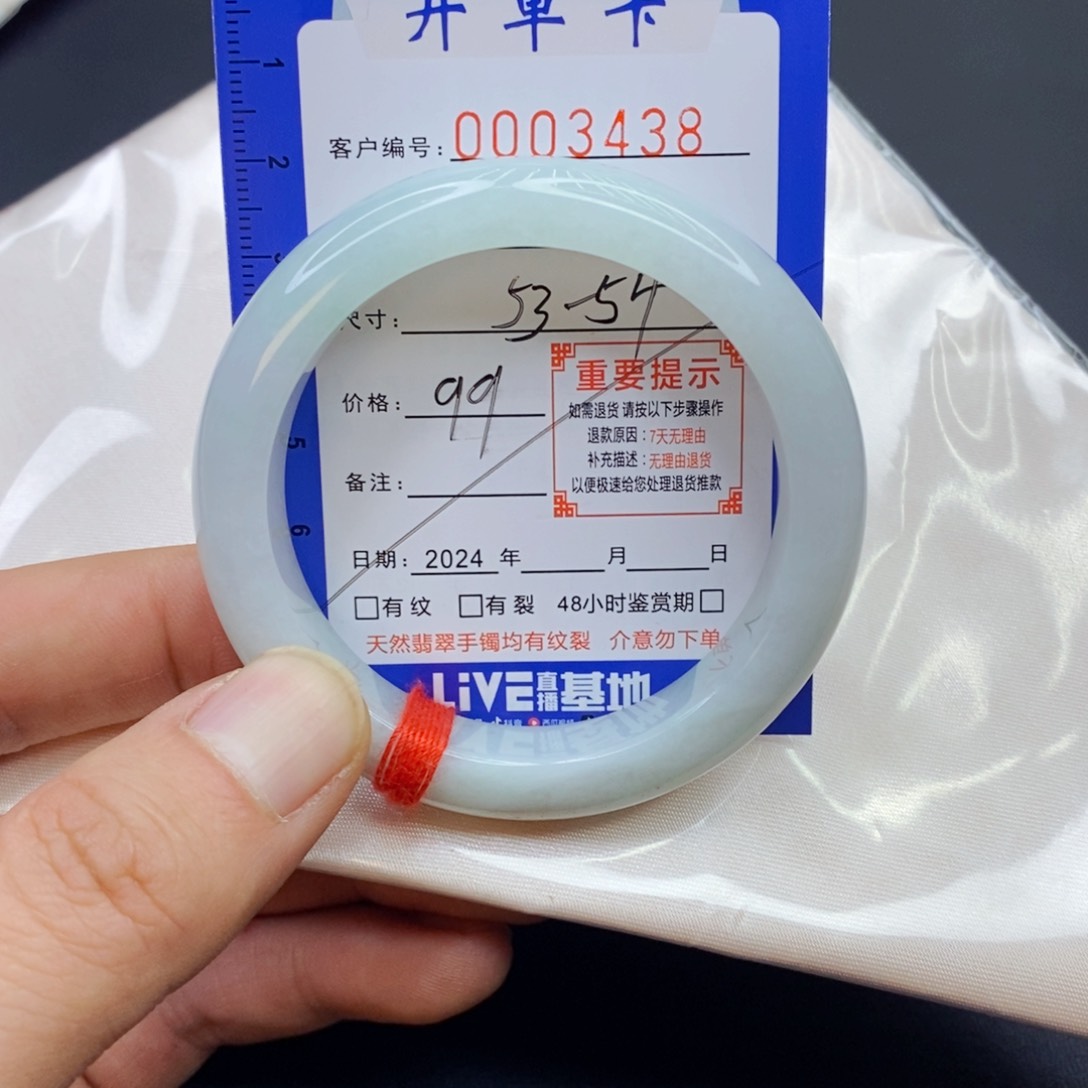 开单卡
1
客户编号: 0003438
2
3
尺寸: 53-54
重要提示
价格: 99
如需退货 请按以下步骤操作
退款原因：7天无理由
5
补充描述：无理由退货
备注:
以便极速给您处理退货推款
6
日期: 2024 年 月 日
□有纹 □有裂 48小时鉴赏期□
天然翡翠手镯均有纹裂 介意勿下单
LiVE直播基地